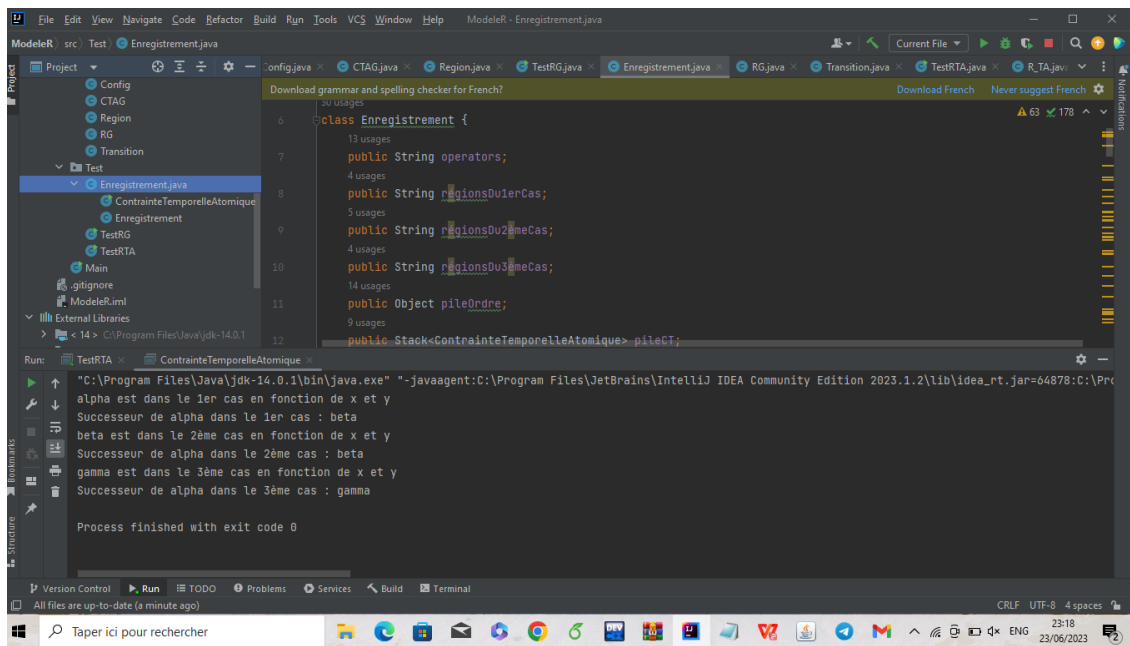 File Edit View Navigate Code Refactor Build Run Tools VCS Window Help ModeleR - Enregistrement.java
ModeleR src Test Enregistrement.java
Current File
Project
Config.java CTAG.java Region.java TestRG.java Enregistrement.java RG.java Transition.java TestRTA.java R_TA.java
Project
Config
CTAG
Region
RG
Transition
Test
Enregistrement.java
ContrainteTemporelleAtomique
Enregistrement
TestRG
TestRTA
Main
.gitignore
ModeleR.iml
External Libraries
< 14 > C:\Program Files\Java\jdk-14.0.1
Download grammar and spelling checker for French? Download French Never suggest French
63 178
Notifications
50 usages
6 class Enregistrement {
13 usages
7 public String operators;
4 usages
8 public String régionsDu1erCas;
5 usages
9 public String régionsDu2èmeCas;
4 usages
10 public String régionsDu3èmeCas;
14 usages
11 public Object pileOrdre;
9 usages
12 public Stack<ContrainteTemporelleAtomique> pileCT;
Run: TestRTA ContrainteTemporelleAtomique
"C:\Program Files\Java\jdk-14.0.1\bin\java.exe" "-javaagent:C:\Program Files\JetBrains\IntelliJ IDEA Community Edition 2023.1.2\lib\idea_rt.jar=64878:C:\Pro
alpha est dans le 1er cas en fonction de x et y
Successeur de alpha dans le 1er cas : beta
beta est dans le 2ème cas en fonction de x et y
Successeur de alpha dans le 2ème cas : beta
gamma est dans le 3ème cas en fonction de x et y
Successeur de alpha dans le 3ème cas : gamma
Process finished with exit code 0
Bookmarks
Structure
Version Control Run TODO Problems Services Build Terminal
All files are up-to-date (a minute ago) CRLF UTF-8 4 spaces
Taper ici pour rechercher
ENG
23:18
23/06/2023
2